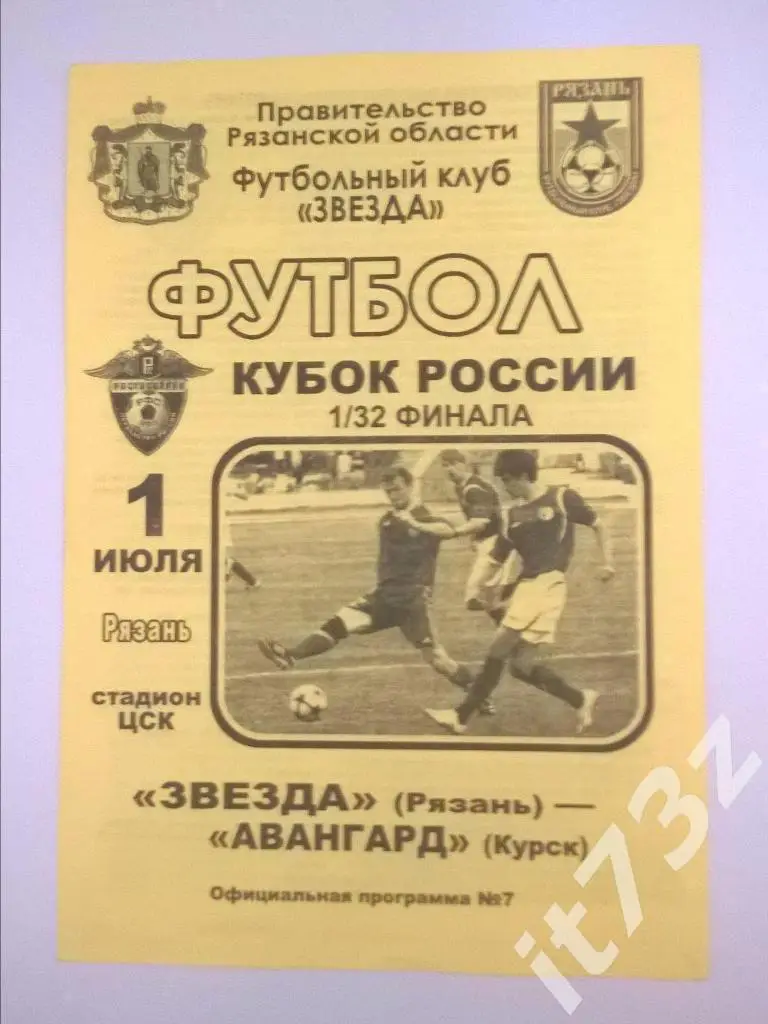 РЯЗАНЬ
Правительство
Рязанской области
Футбольный клуб
«ЗВЕЗДА»
ФУТБОЛ
КУБОК РОССИИ
1/32 ФИНАЛА
1
ИЮЛЯ
Рязань
стадион
ЦСК
«ЗВЕЗДА» (Рязань) —
«АВАНГАРД» (Курск)
Официальная программа №7
it73z